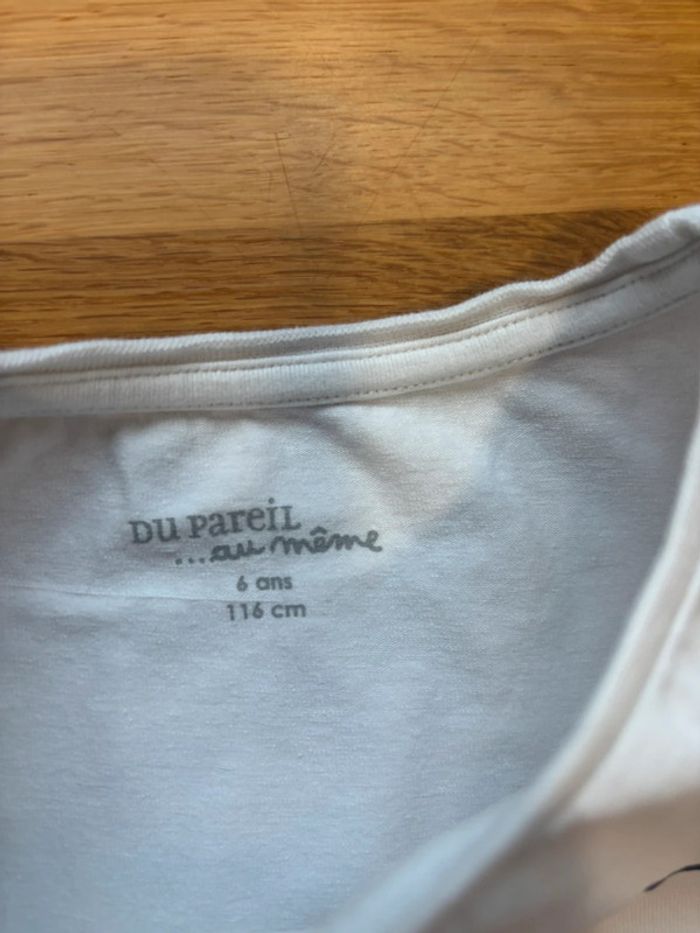 Du pareil
...au même
6 ans
116 cm